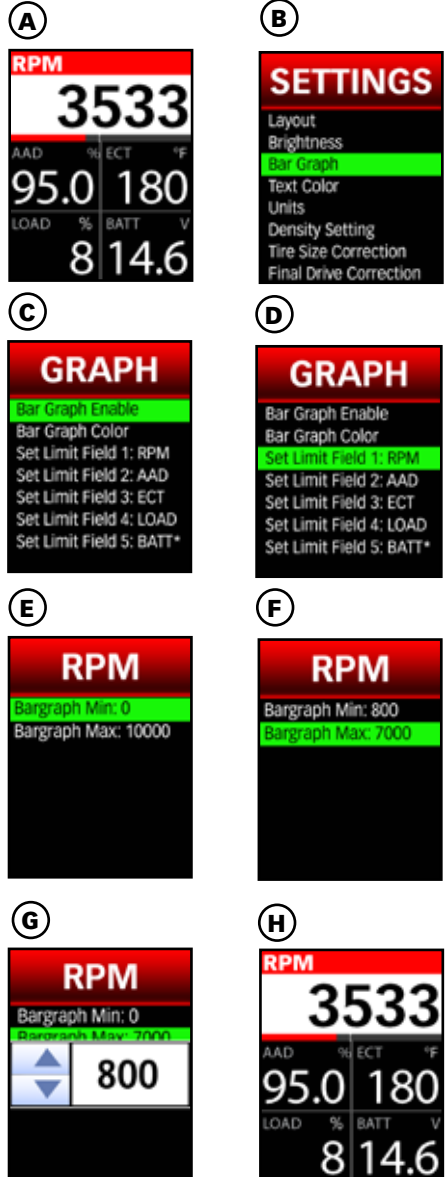 A
RPM
3533
AAD % ECT °F
95.0 180
LOAD % BATT V
8 14.6
B
SETTINGS
Layout
Brightness
Bar Graph
Text Color
Units
Density Setting
Tire Size Correction
Final Drive Correction
C
GRAPH
Bar Graph Enable
Bar Graph Color
Set Limit Field 1: RPM
Set Limit Field 2: AAD
Set Limit Field 3: ECT
Set Limit Field 4: LOAD
Set Limit Field 5: BATT*
D
GRAPH
Bar Graph Enable
Bar Graph Color
Set Limit Field 1: RPM
Set Limit Field 2: AAD
Set Limit Field 3: ECT
Set Limit Field 4: LOAD
Set Limit Field 5: BATT*
E
RPM
Bargraph Min: 0
Bargraph Max: 10000
F
RPM
Bargraph Min: 800
Bargraph Max: 7000
G
RPM
Bargraph Min: 0
Bargraph Max: 7000
800
H
RPM
3533
AAD % ECT °F
95.0 180
LOAD % BATT V
8 14.6